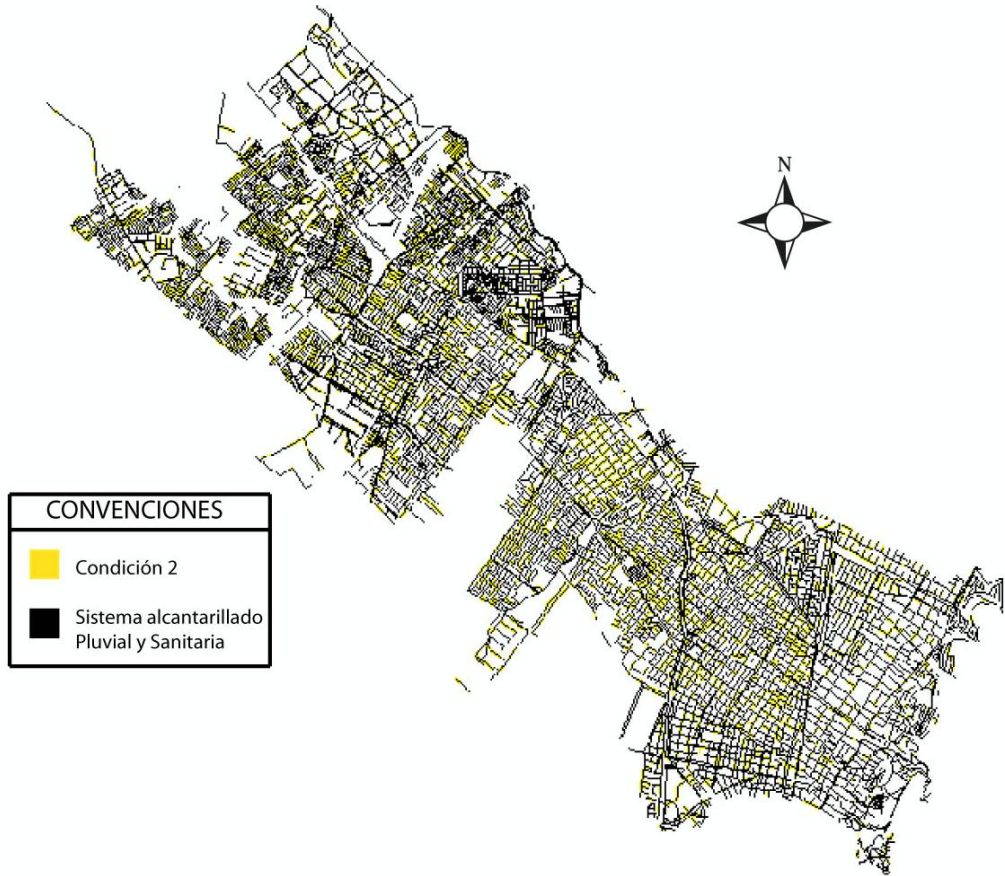 N
CONVENCIONES
Condición 2
Sistema alcantarillado
Pluvial y Sanitaria